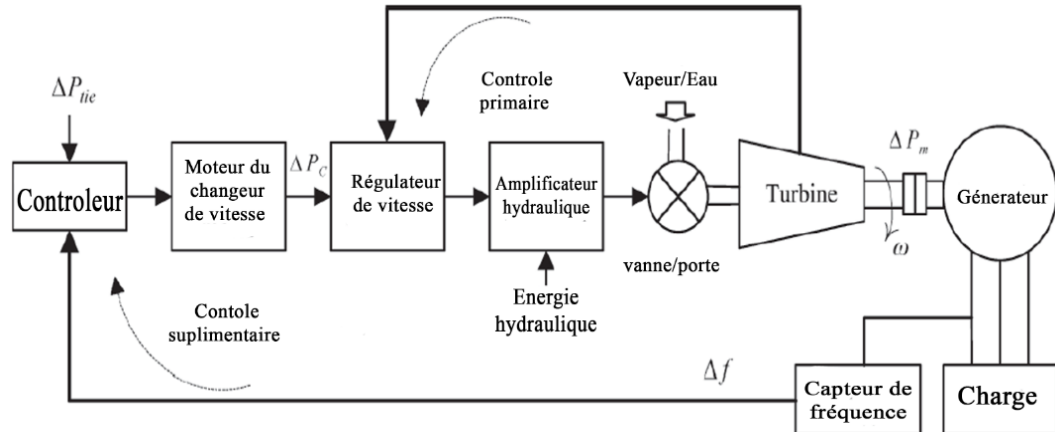 Controle
primaire
Vapeur/Eau
ΔP_tie
ΔP_m
Controleur
Moteur du
changeur
de vitesse
ΔP_C
Régulateur
de vitesse
Amplificateur
hydraulique
Turbine
Génerateur
ω
vanne/porte
Energie
hydraulique
Contole
suplimentaire
Δf
Capteur de
fréquence
Charge